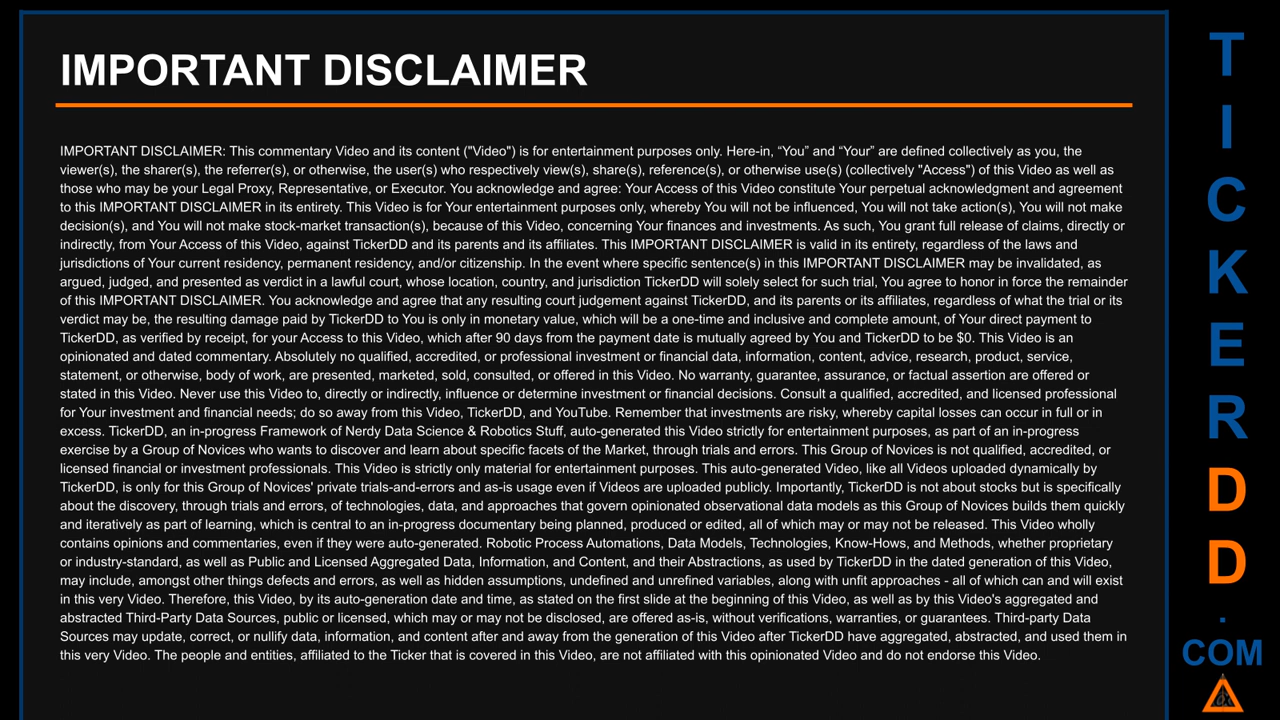 IMPORTANT DISCLAIMER
IMPORTANT DISCLAIMER: This commentary Video and its content ("Video") is for entertainment purposes only. Here-in, “You” and “Your” are defined collectively as you, the
viewer(s), the sharer(s), the referrer(s), or otherwise, the user(s) who respectively view(s), share(s), reference(s), or otherwise use(s) (collectively "Access") of this Video as well as
those who may be your Legal Proxy, Representative, or Executor. You acknowledge and agree: Your Access of this Video constitute Your perpetual acknowledgment and agreement
to this IMPORTANT DISCLAIMER in its entirety. This Video is for Your entertainment purposes only, whereby You will not be influenced, You will not take action(s), You will not make
decision(s), and You will not make stock-market transaction(s), because of this Video, concerning Your finances and investments. As such, You grant full release of claims, directly or
indirectly, from Your Access of this Video, against TickerDD and its parents and its affiliates. This IMPORTANT DISCLAIMER is valid in its entirety, regardless of the laws and
jurisdictions of Your current residency, permanent residency, and/or citizenship. In the event where specific sentence(s) in this IMPORTANT DISCLAIMER may be invalidated, as
argued, judged, and presented as verdict in a lawful court, whose location, country, and jurisdiction TickerDD will solely select for such trial, You agree to honor in force the remainder
of this IMPORTANT DISCLAIMER. You acknowledge and agree that any resulting court judgement against TickerDD, and its parents or its affiliates, regardless of what the trial or its
verdict may be, the resulting damage paid by TickerDD to You is only in monetary value, which will be a one-time and inclusive and complete amount, of Your direct payment to
TickerDD, as verified by receipt, for your Access to this Video, which after 90 days from the payment date is mutually agreed by You and TickerDD to be $0. This Video is an
opinionated and dated commentary. Absolutely no qualified, accredited, or professional investment or financial data, information, content, advice, research, product, service,
statement, or otherwise, body of work, are presented, marketed, sold, consulted, or offered in this Video. No warranty, guarantee, assurance, or factual assertion are offered or
stated in this Video. Never use this Video to, directly or indirectly, influence or determine investment or financial decisions. Consult a qualified, accredited, and licensed professional
for Your investment and financial needs; do so away from this Video, TickerDD, and YouTube. Remember that investments are risky, whereby capital losses can occur in full or in
excess. TickerDD, an in-progress Framework of Nerdy Data Science & Robotics Stuff, auto-generated this Video strictly for entertainment purposes, as part of an in-progress
exercise by a Group of Novices who wants to discover and learn about specific facets of the Market, through trials and errors. This Group of Novices is not qualified, accredited, or
licensed financial or investment professionals. This Video is strictly only material for entertainment purposes. This auto-generated Video, like all Videos uploaded dynamically by
TickerDD, is only for this Group of Novices' private trials-and-errors and as-is usage even if Videos are uploaded publicly. Importantly, TickerDD is not about stocks but is specifically
about the discovery, through trials and errors, of technologies, data, and approaches that govern opinionated observational data models as this Group of Novices builds them quickly
and iteratively as part of learning, which is central to an in-progress documentary being planned, produced or edited, all of which may or may not be released. This Video wholly
contains opinions and commentaries, even if they were auto-generated. Robotic Process Automations, Data Models, Technologies, Know-Hows, and Methods, whether proprietary
or industry-standard, as well as Public and Licensed Aggregated Data, Information, and Content, and their Abstractions, as used by TickerDD in the dated generation of this Video,
may include, amongst other things defects and errors, as well as hidden assumptions, undefined and unrefined variables, along with unfit approaches - all of which can and will exist
in this very Video. Therefore, this Video, by its auto-generation date and time, as stated on the first slide at the beginning of this Video, as well as by this Video's aggregated and
abstracted Third-Party Data Sources, public or licensed, which may or may not be disclosed, are offered as-is, without verifications, warranties, or guarantees. Third-party Data
Sources may update, correct, or nullify data, information, and content after and away from the generation of this Video after TickerDD have aggregated, abstracted, and used them in
this very Video. The people and entities, affiliated to the Ticker that is covered in this Video, are not affiliated with this opinionated Video and do not endorse this Video.
T
I
C
K
E
R
D
D
.
COM